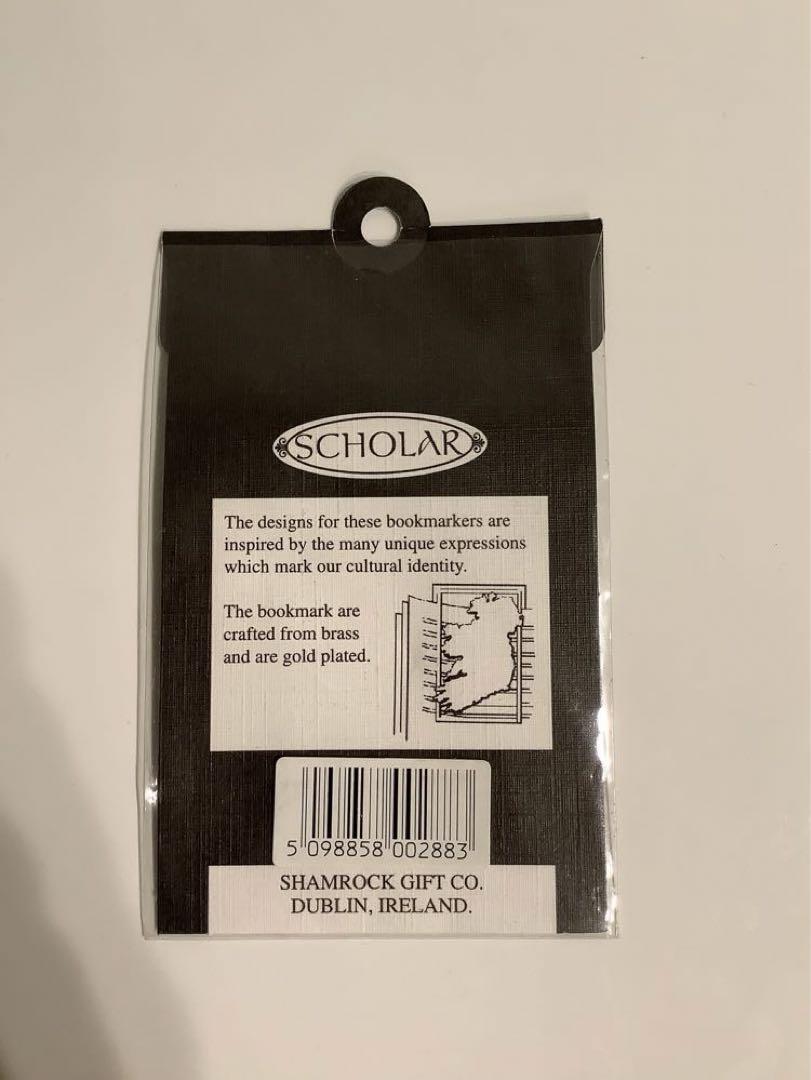 SCHOLAR
The designs for these bookmarkers are
inspired by the many unique expressions
which mark our cultural identity.
The bookmark are
crafted from brass
and are gold plated.
5 098858 002883
SHAMROCK GIFT CO.
DUBLIN, IRELAND.